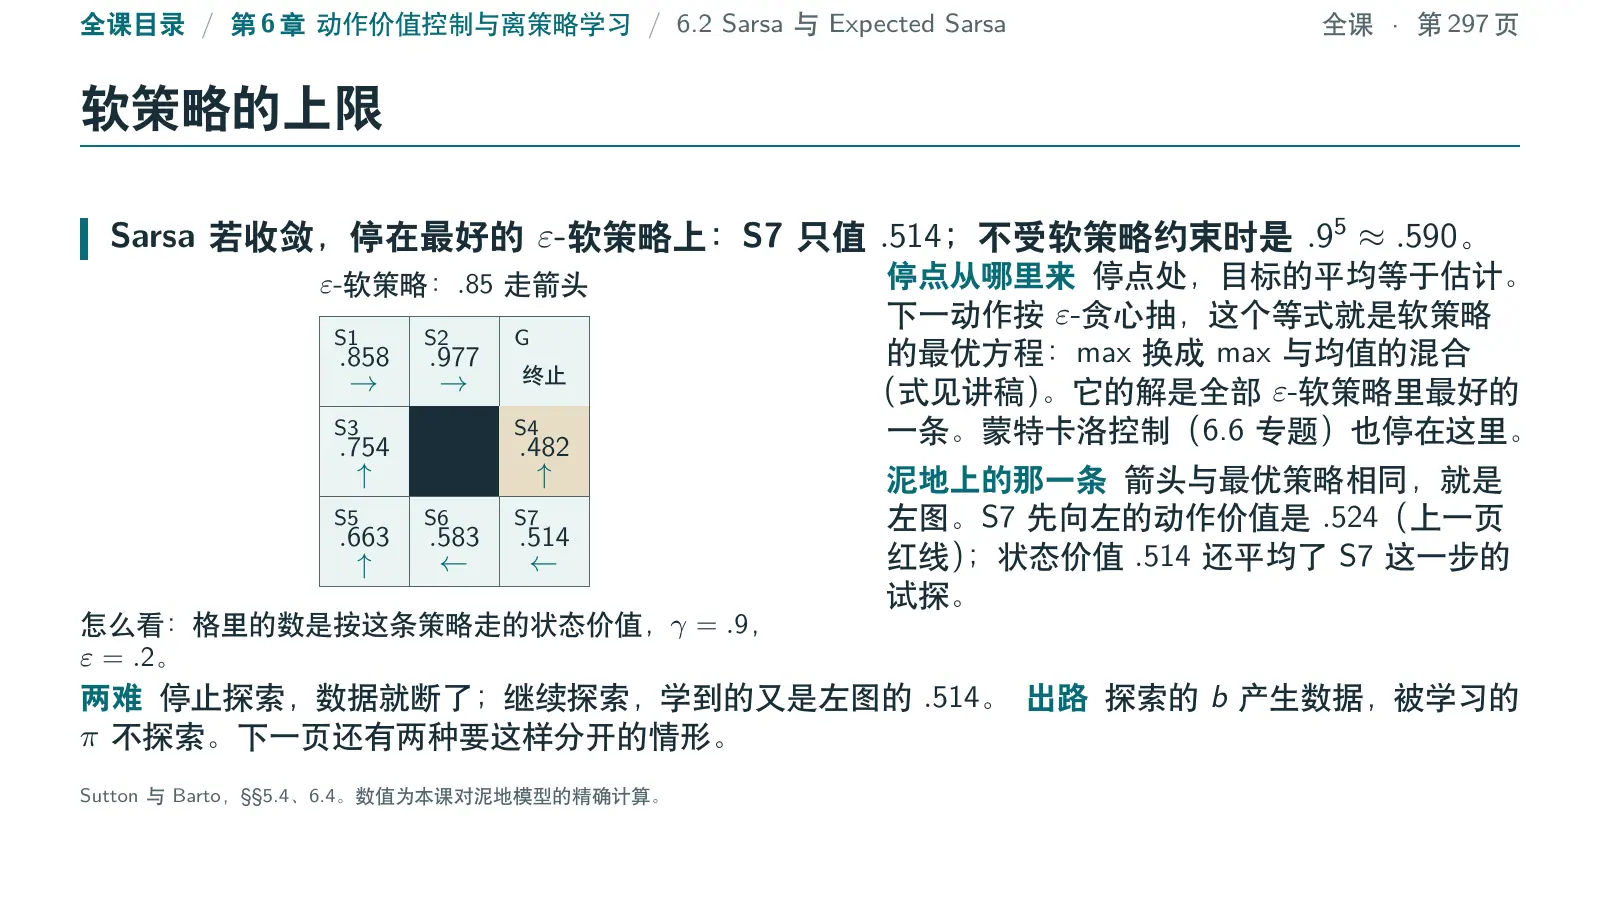 全课目录 / 第 6 章 动作价值控制与离策略学习 / 6.2 Sarsa 与 Expected Sarsa
全课 · 第 297 页
软策略的上限
Sarsa 若收敛，停在最好的 ε-软策略上：S7 只值 .514；不受软策略约束时是 .9⁵ ≈ .590。
ε-软策略：.85 走箭头
S1 S2 G
.858 .977 终止
→ →
S3 S4
.754 .482
↑ ↑
S5 S6 S7
.663 .583 .514
↑ ← ←
怎么看：格里的数是按这条策略走的状态价值，γ = .9，
ε = .2。
停点从哪里来 停点处，目标的平均等于估计。
下一动作按 ε-贪心抽，这个等式就是软策略
的最优方程：max 换成 max 与均值的混合
（式见讲稿）。它的解是全部 ε-软策略里最好的
一条。蒙特卡洛控制（6.6 专题）也停在这里。
泥地上的那一条 箭头与最优策略相同，就是
左图。S7 先向左的动作价值是 .524（上一页
红线）；状态价值 .514 还平均了 S7 这一步的
试探。
两难 停止探索，数据就断了；继续探索，学到的又是左图的 .514。 出路 探索的 b 产生数据，被学习的
π 不探索。下一页还有两种要这样分开的情形。
Sutton 与 Barto，§§5.4、6.4。数值为本课对泥地模型的精确计算。